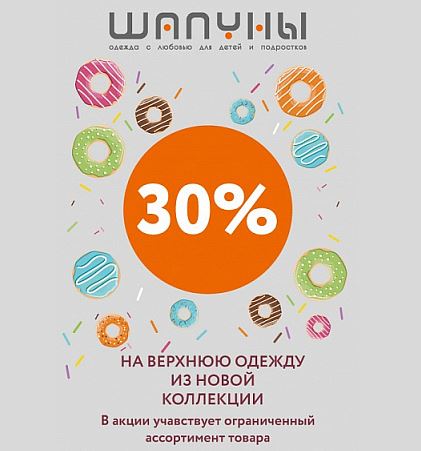 ШАЛУНЫ
одежда с любовью для детей и подростков
30%
НА ВЕРХНЮЮ ОДЕЖДУ
ИЗ НОВОЙ
КОЛЛЕКЦИИ
В акции учавствует ограниченный
ассортимент товара